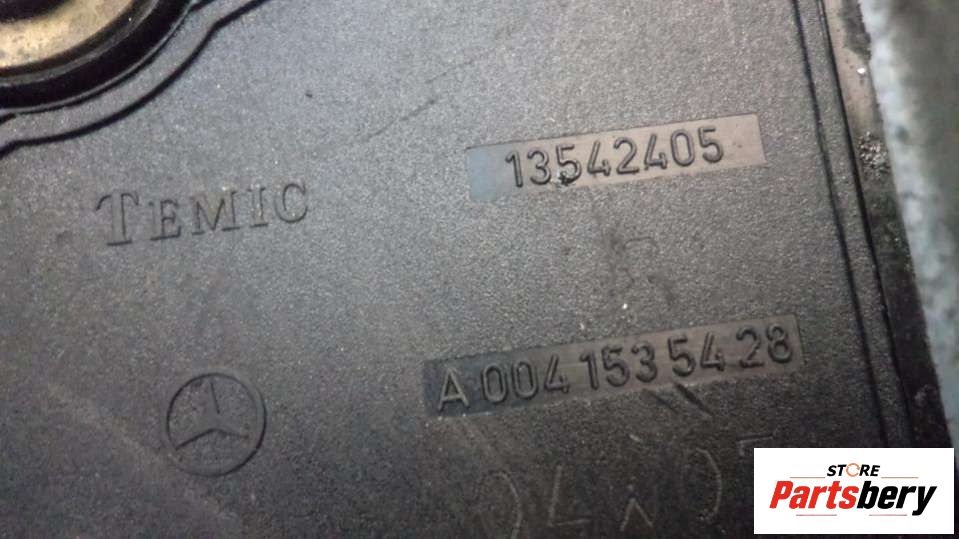 13542405
TEMIC
A 004 153 54 28
STORE
Partsbery